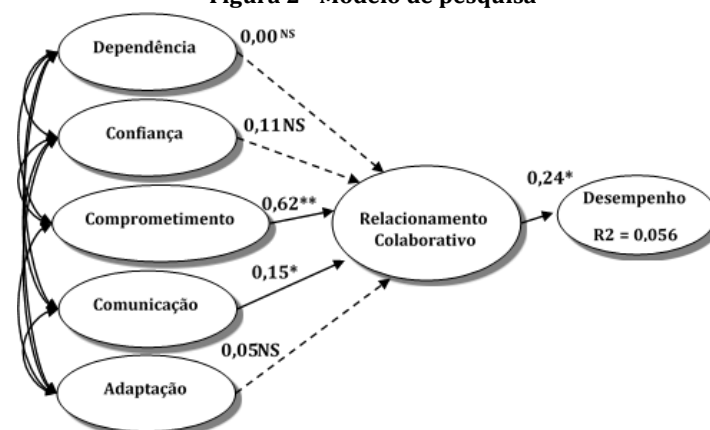 Figura 2 - Modelo de pesquisa
Dependência
0,00 NS
Confiança
0,11NS
Comprometimento
0,62**
Comunicação
0,15*
Adaptação
0,05NS
Relacionamento
Colaborativo
0,24*
Desempenho
R2 = 0,056